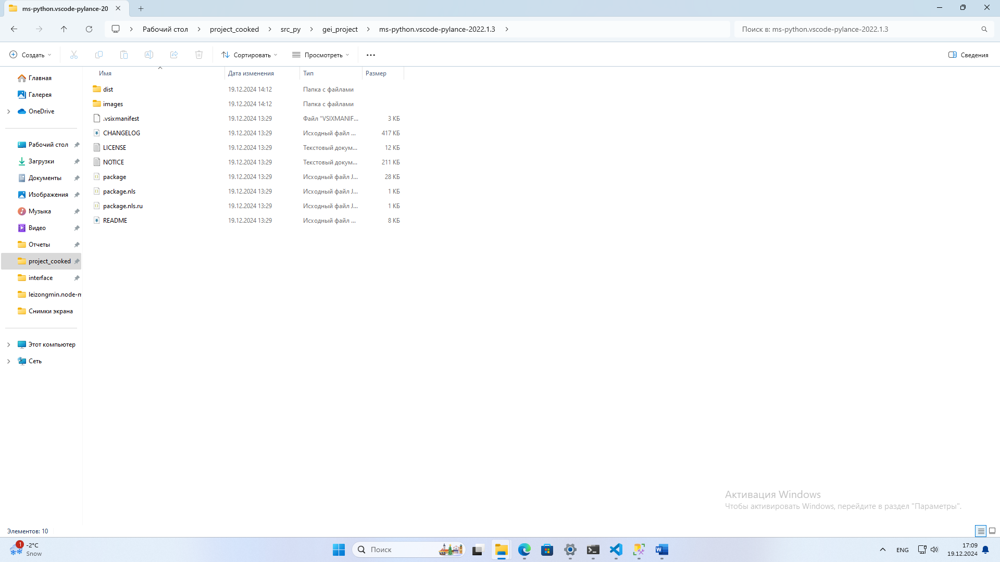 ms-python.vscode-pylance-20
Рабочий стол
project_cooked
src_py
gei_project
ms-python.vscode-pylance-2022.1.3
Поиск в: ms-python.vscode-pylance-2022.1.3
Создать
Сортировать
Просмотреть
Сведения
Главная
Галерея
OneDrive
Рабочий стол
Загрузки
Документы
Изображения
Музыка
Видео
Отчеты
project_cooked
interface
leizongmin.node-m
Снимки экрана
Этот компьютер
Сеть
Имя Дата изменения Тип Размер
dist 19.12.2024 14:12 Папка с файлами
images 19.12.2024 14:12 Папка с файлами
.vsixmanifest 19.12.2024 13:29 Файл "VSIXMANIF... 3 КБ
CHANGELOG 19.12.2024 13:29 Исходный файл ... 417 КБ
LICENSE 19.12.2024 13:29 Текстовый докум... 12 КБ
NOTICE 19.12.2024 13:29 Текстовый докум... 211 КБ
package 19.12.2024 13:29 Исходный файл J... 28 КБ
package.nls 19.12.2024 13:29 Исходный файл J... 1 КБ
package.nls.ru 19.12.2024 13:29 Исходный файл J... 1 КБ
README 19.12.2024 13:29 Исходный файл ... 8 КБ
Активация Windows
Чтобы активировать Windows, перейдите в раздел "Параметры".
Элементов: 10
1
-2°C
Snow
Поиск
W
ENG
17:09
19.12.2024